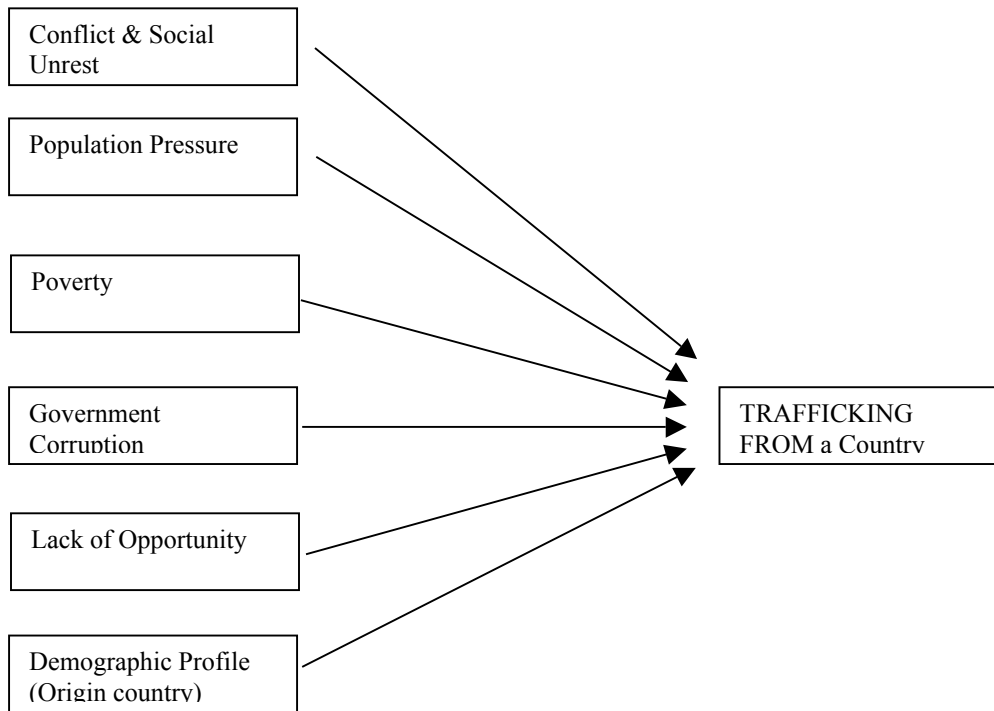 Conflict & Social
Unrest
Population Pressure
Poverty
Government
Corruption
TRAFFICKING
FROM a Country
Lack of Opportunity
Demographic Profile
(Origin country)